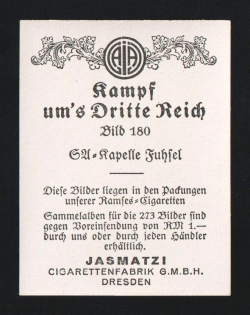 AJA
Kampf
um's Dritte Reich
Bild 180
SA-Kapelle Fuhsel
Diese Bilder liegen in den Packungen
unserer Ramses-Cigaretten
Sammelalben für die 273 Bilder sind
gegen Voreinsendung von RM 1.—
durch uns oder durch jeden Händler
erhältlich.
JASMATZI
CIGARETTENFABRIK G.M.B.H.
DRESDEN